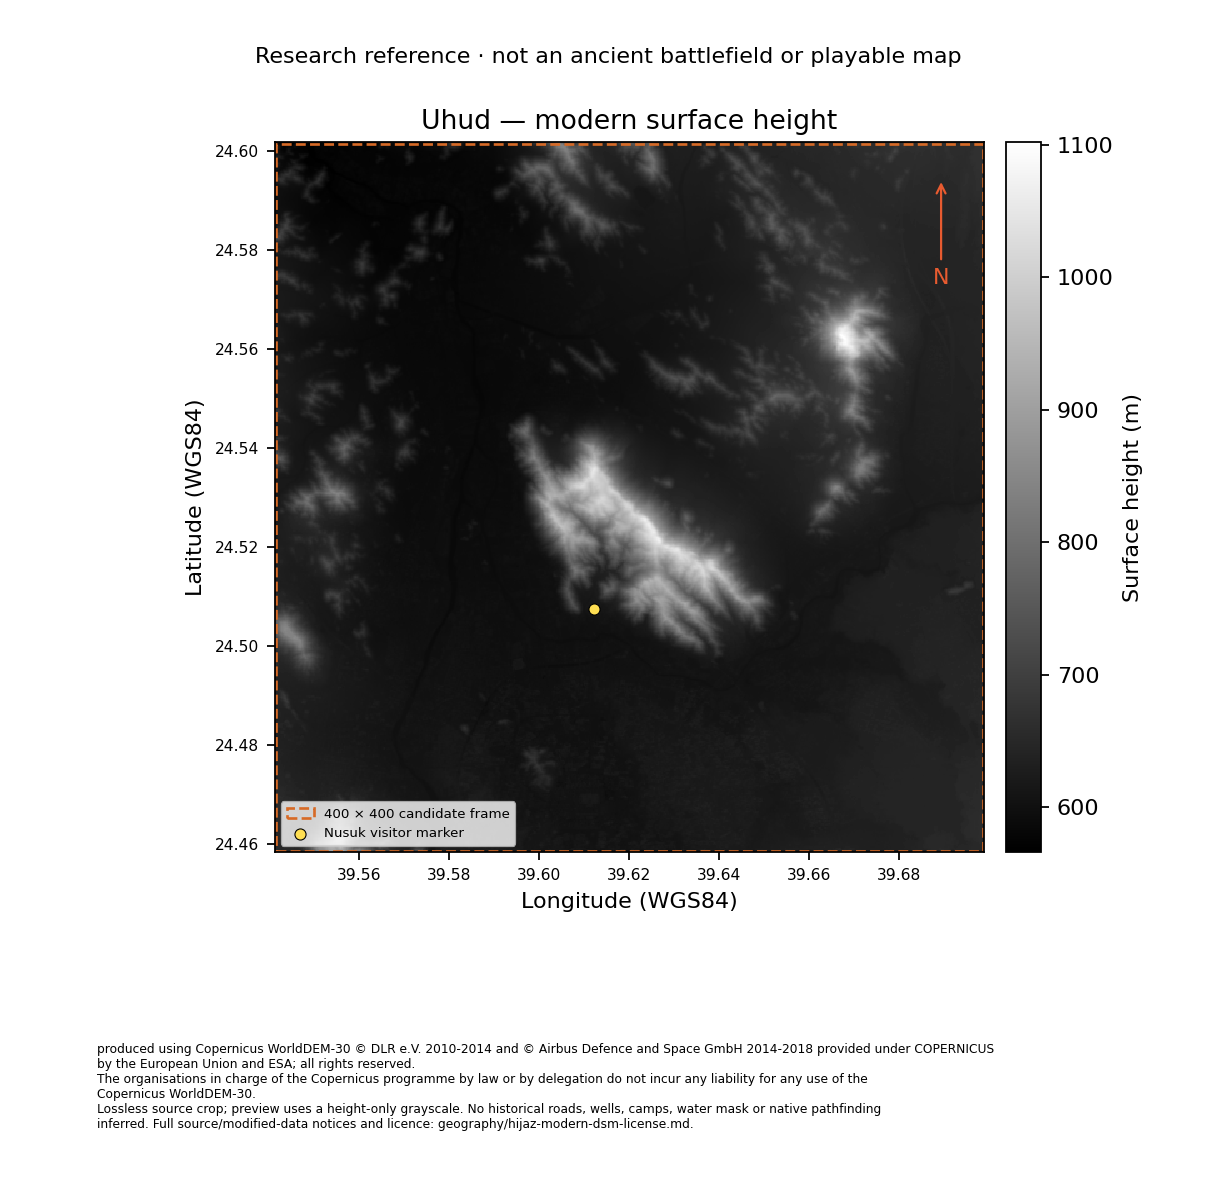 Research reference · not an ancient battlefield or playable map
Uhud — modern surface height
24.60
24.58
24.56
24.54
24.52
24.50
24.48
24.46
Latitude (WGS84)
N
400 × 400 candidate frame
Nusuk visitor marker
39.56 39.58 39.60 39.62 39.64 39.66 39.68
Longitude (WGS84)
1100
1000
900
800
700
600
Surface height (m)
produced using Copernicus WorldDEM-30 © DLR e.V. 2010-2014 and © Airbus Defence and Space GmbH 2014-2018 provided under COPERNICUS
by the European Union and ESA; all rights reserved.
The organisations in charge of the Copernicus programme by law or by delegation do not incur any liability for any use of the
Copernicus WorldDEM-30.
Lossless source crop; preview uses a height-only grayscale. No historical roads, wells, camps, water mask or native pathfinding
inferred. Full source/modified-data notices and licence: geography/hijaz-modern-dsm-license.md.